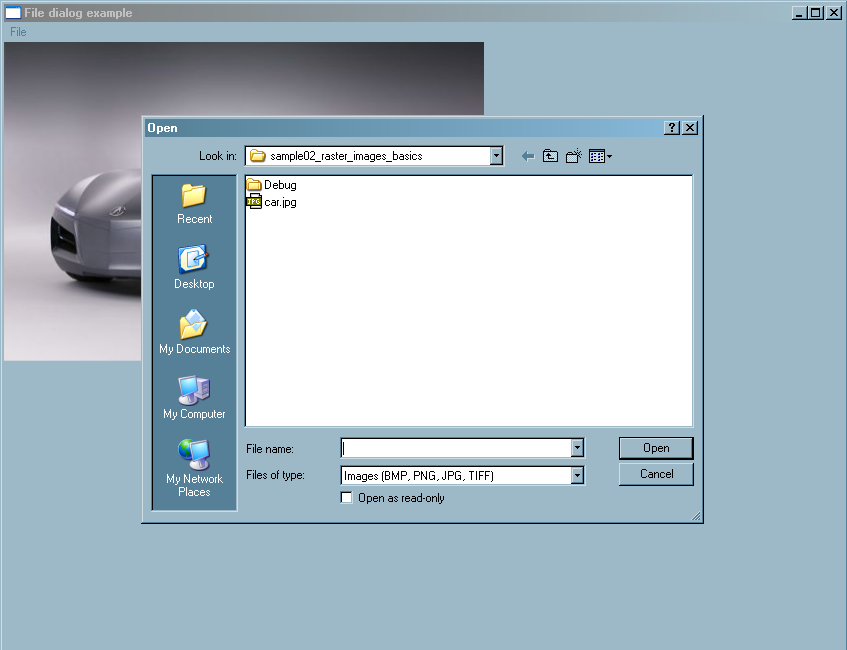 File dialog example
File
Open
Look in:
sample02_raster_images_basics
Recent
Desktop
My Documents
My Computer
My Network
Places
Debug
JPG
car.jpg
File name:
Open
Files of type:
Images (BMP, PNG, JPG, TIFF)
Cancel
Open as read-only